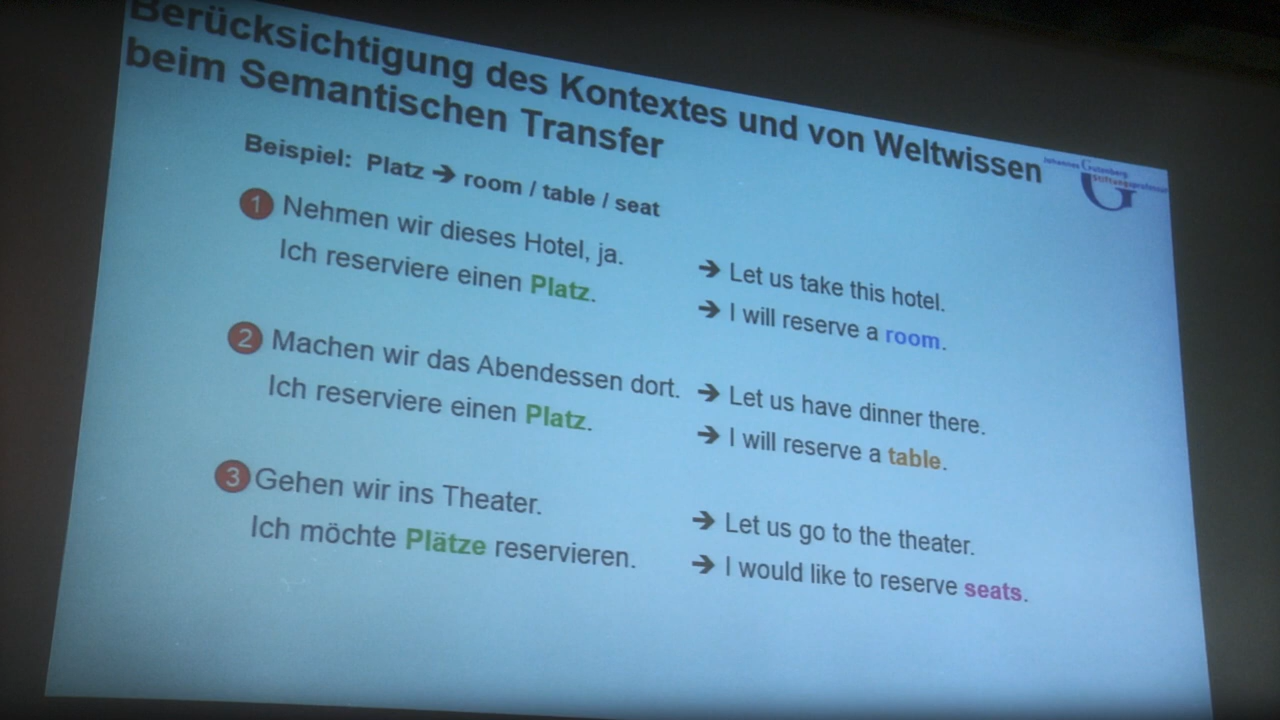 Berücksichtigung des Kontextes und von Weltwissen
beim Semantischen Transfer
Johannes Gutenberg
Stiftungsprofessur
G
Beispiel: Platz ➔ room / table / seat
1 Nehmen wir dieses Hotel, ja.
Ich reserviere einen Platz.
➔ Let us take this hotel.
➔ I will reserve a room.
2 Machen wir das Abendessen dort.
Ich reserviere einen Platz.
➔ Let us have dinner there.
➔ I will reserve a table.
3 Gehen wir ins Theater.
Ich möchte Plätze reservieren.
➔ Let us go to the theater.
➔ I would like to reserve seats.